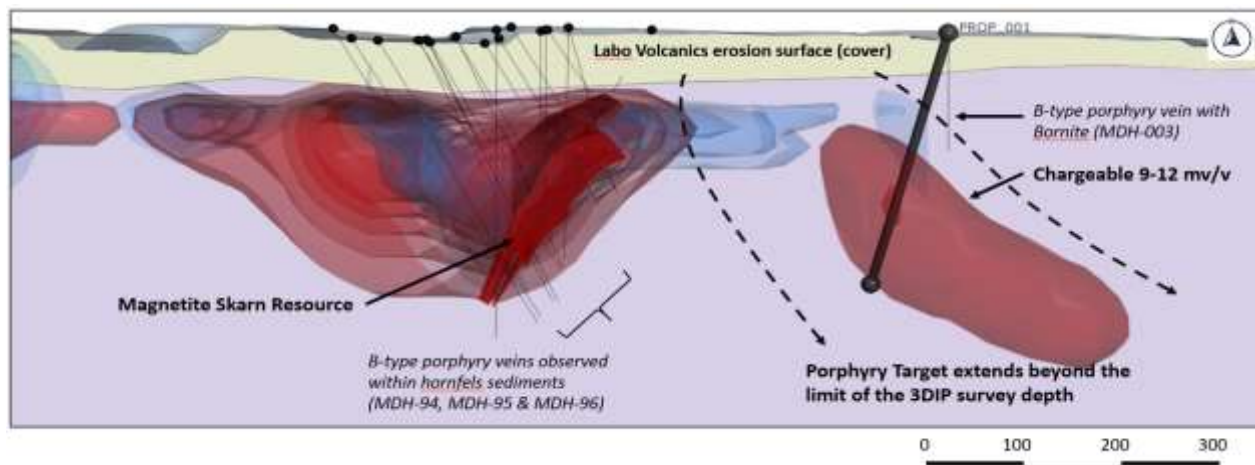 PROP_001
Labo Volcanics erosion surface (cover)
B-type porphyry vein with
Bornite (MDH-003)
Chargeable 9-12 mv/v
Magnetite Skarn Resource
B-type porphyry veins observed
within hornfels sediments
(MDH-94, MDH-95 & MDH-96)
Porphyry Target extends beyond the
limit of the 3DIP survey depth
0 100 200 300